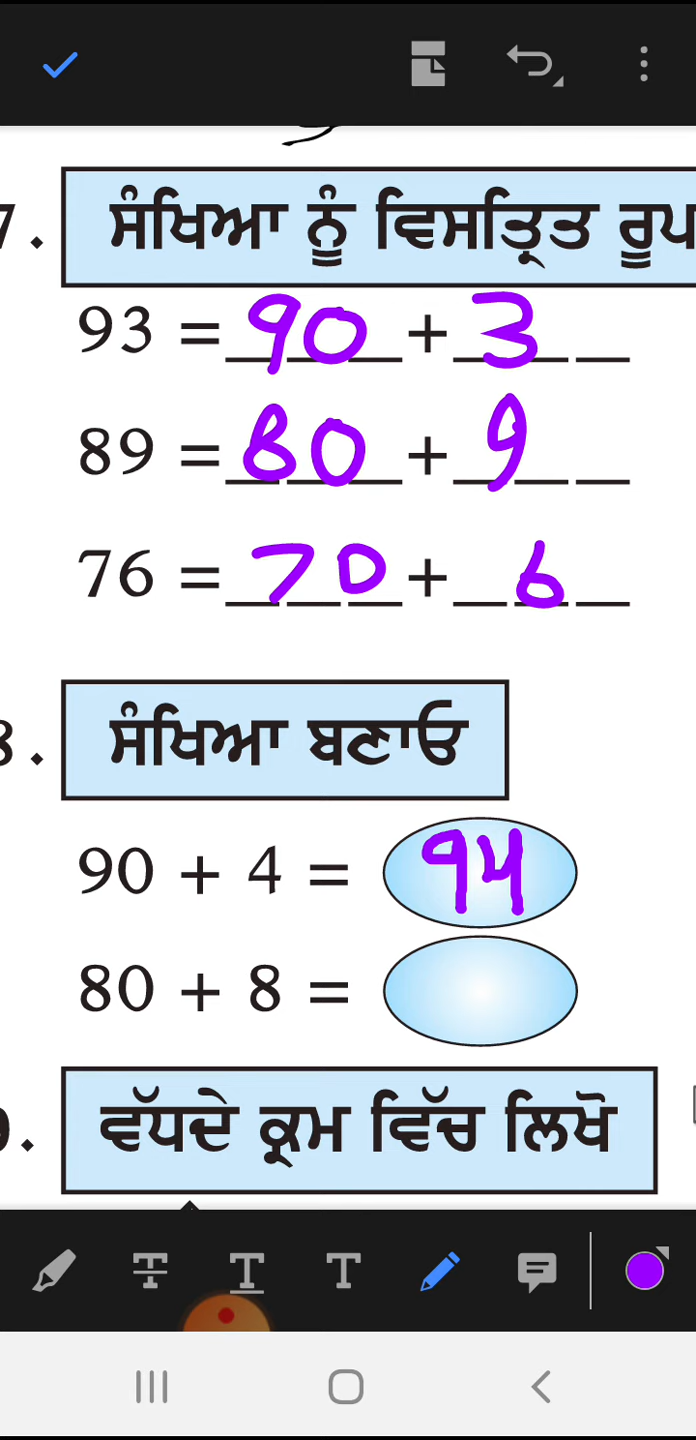 7. ਸੰਖਿਆ ਨੂੰ ਵਿਸਤ੍ਰਿਤ ਰੂਪ
93 = 90 + 3
89 = 80 + 9
76 = 70 + 6
8. ਸੰਖਿਆ ਬਣਾਓ
90 + 4 = 94
80 + 8 =
9. ਵੱਧਦੇ ਕ੍ਰਮ ਵਿੱਚ ਲਿਖੋ
T T T